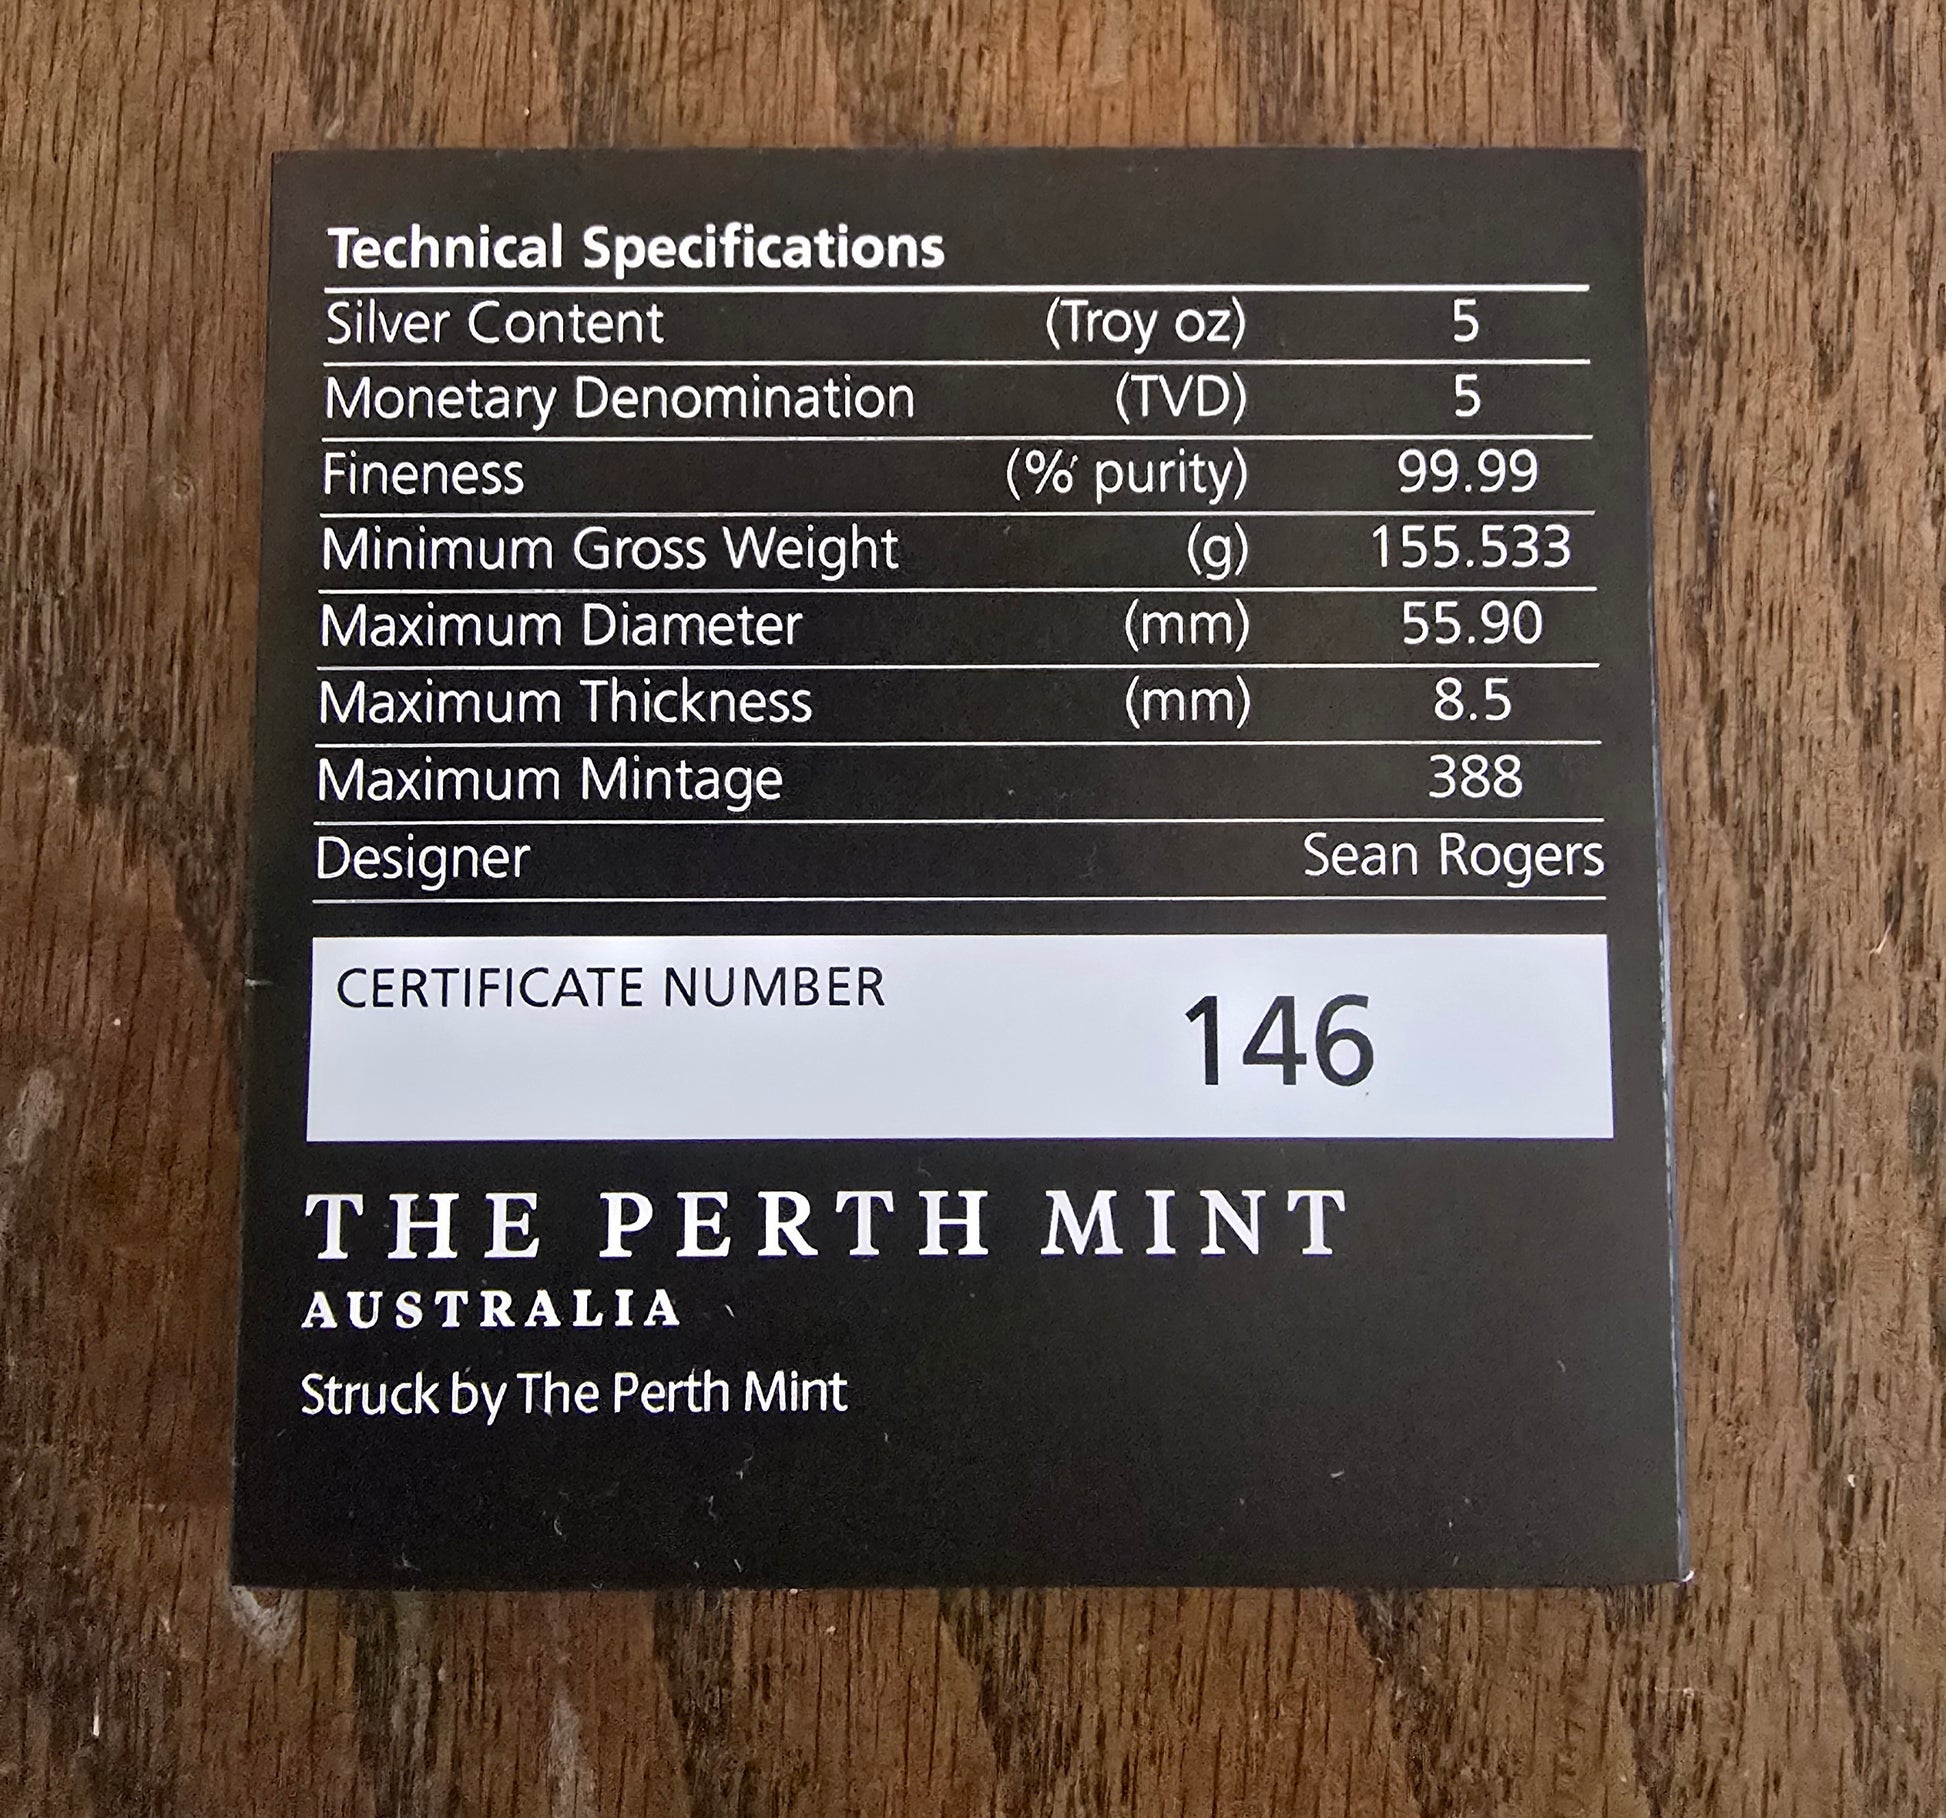 Technical Specifications
Silver Content (Troy oz) 5
Monetary Denomination (TVD) 5
Fineness (% purity) 99.99
Minimum Gross Weight (g) 155.533
Maximum Diameter (mm) 55.90
Maximum Thickness (mm) 8.5
Maximum Mintage 388
Designer Sean Rogers
CERTIFICATE NUMBER 146
THE PERTH MINT
AUSTRALIA
Struck by The Perth Mint